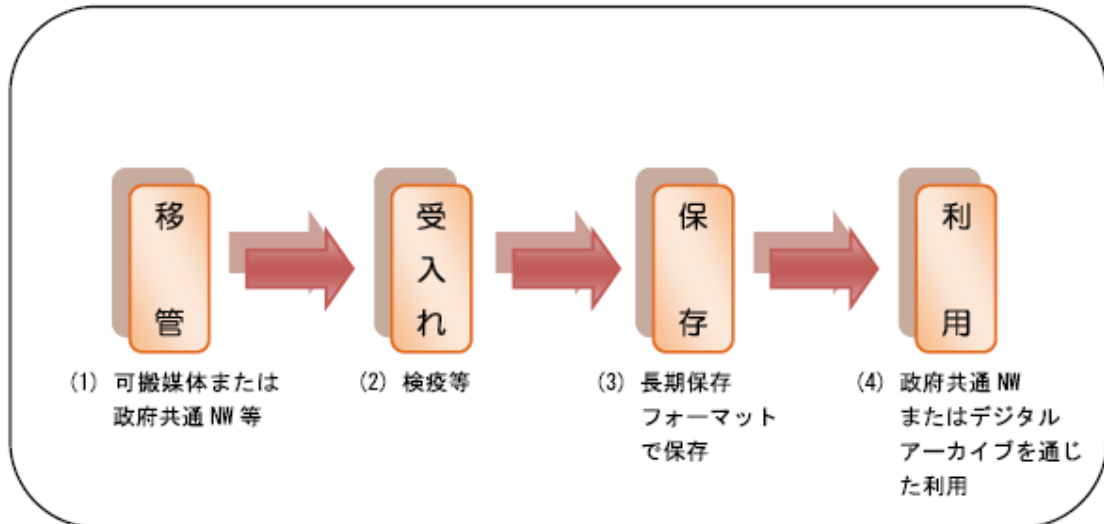 移管
受入れ
保存
利用
(1) 可搬媒体または
政府共通 NW 等
(2) 検疫等
(3) 長期保存
フォーマット
で保存
(4) 政府共通 NW
またはデジタル
アーカイブを通じ
た利用